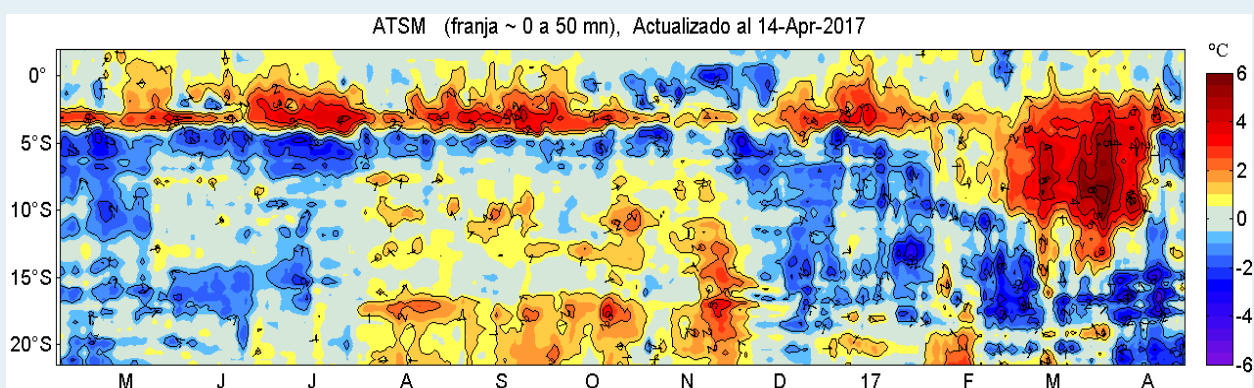 ATSM (franja ~ 0 a 50 mn), Actualizado al 14-Apr-2017
°C
0°
5°S
10°S
15°S
20°S
6
4
2
0
-2
-4
-6
M J J A S O N D 17 F M A